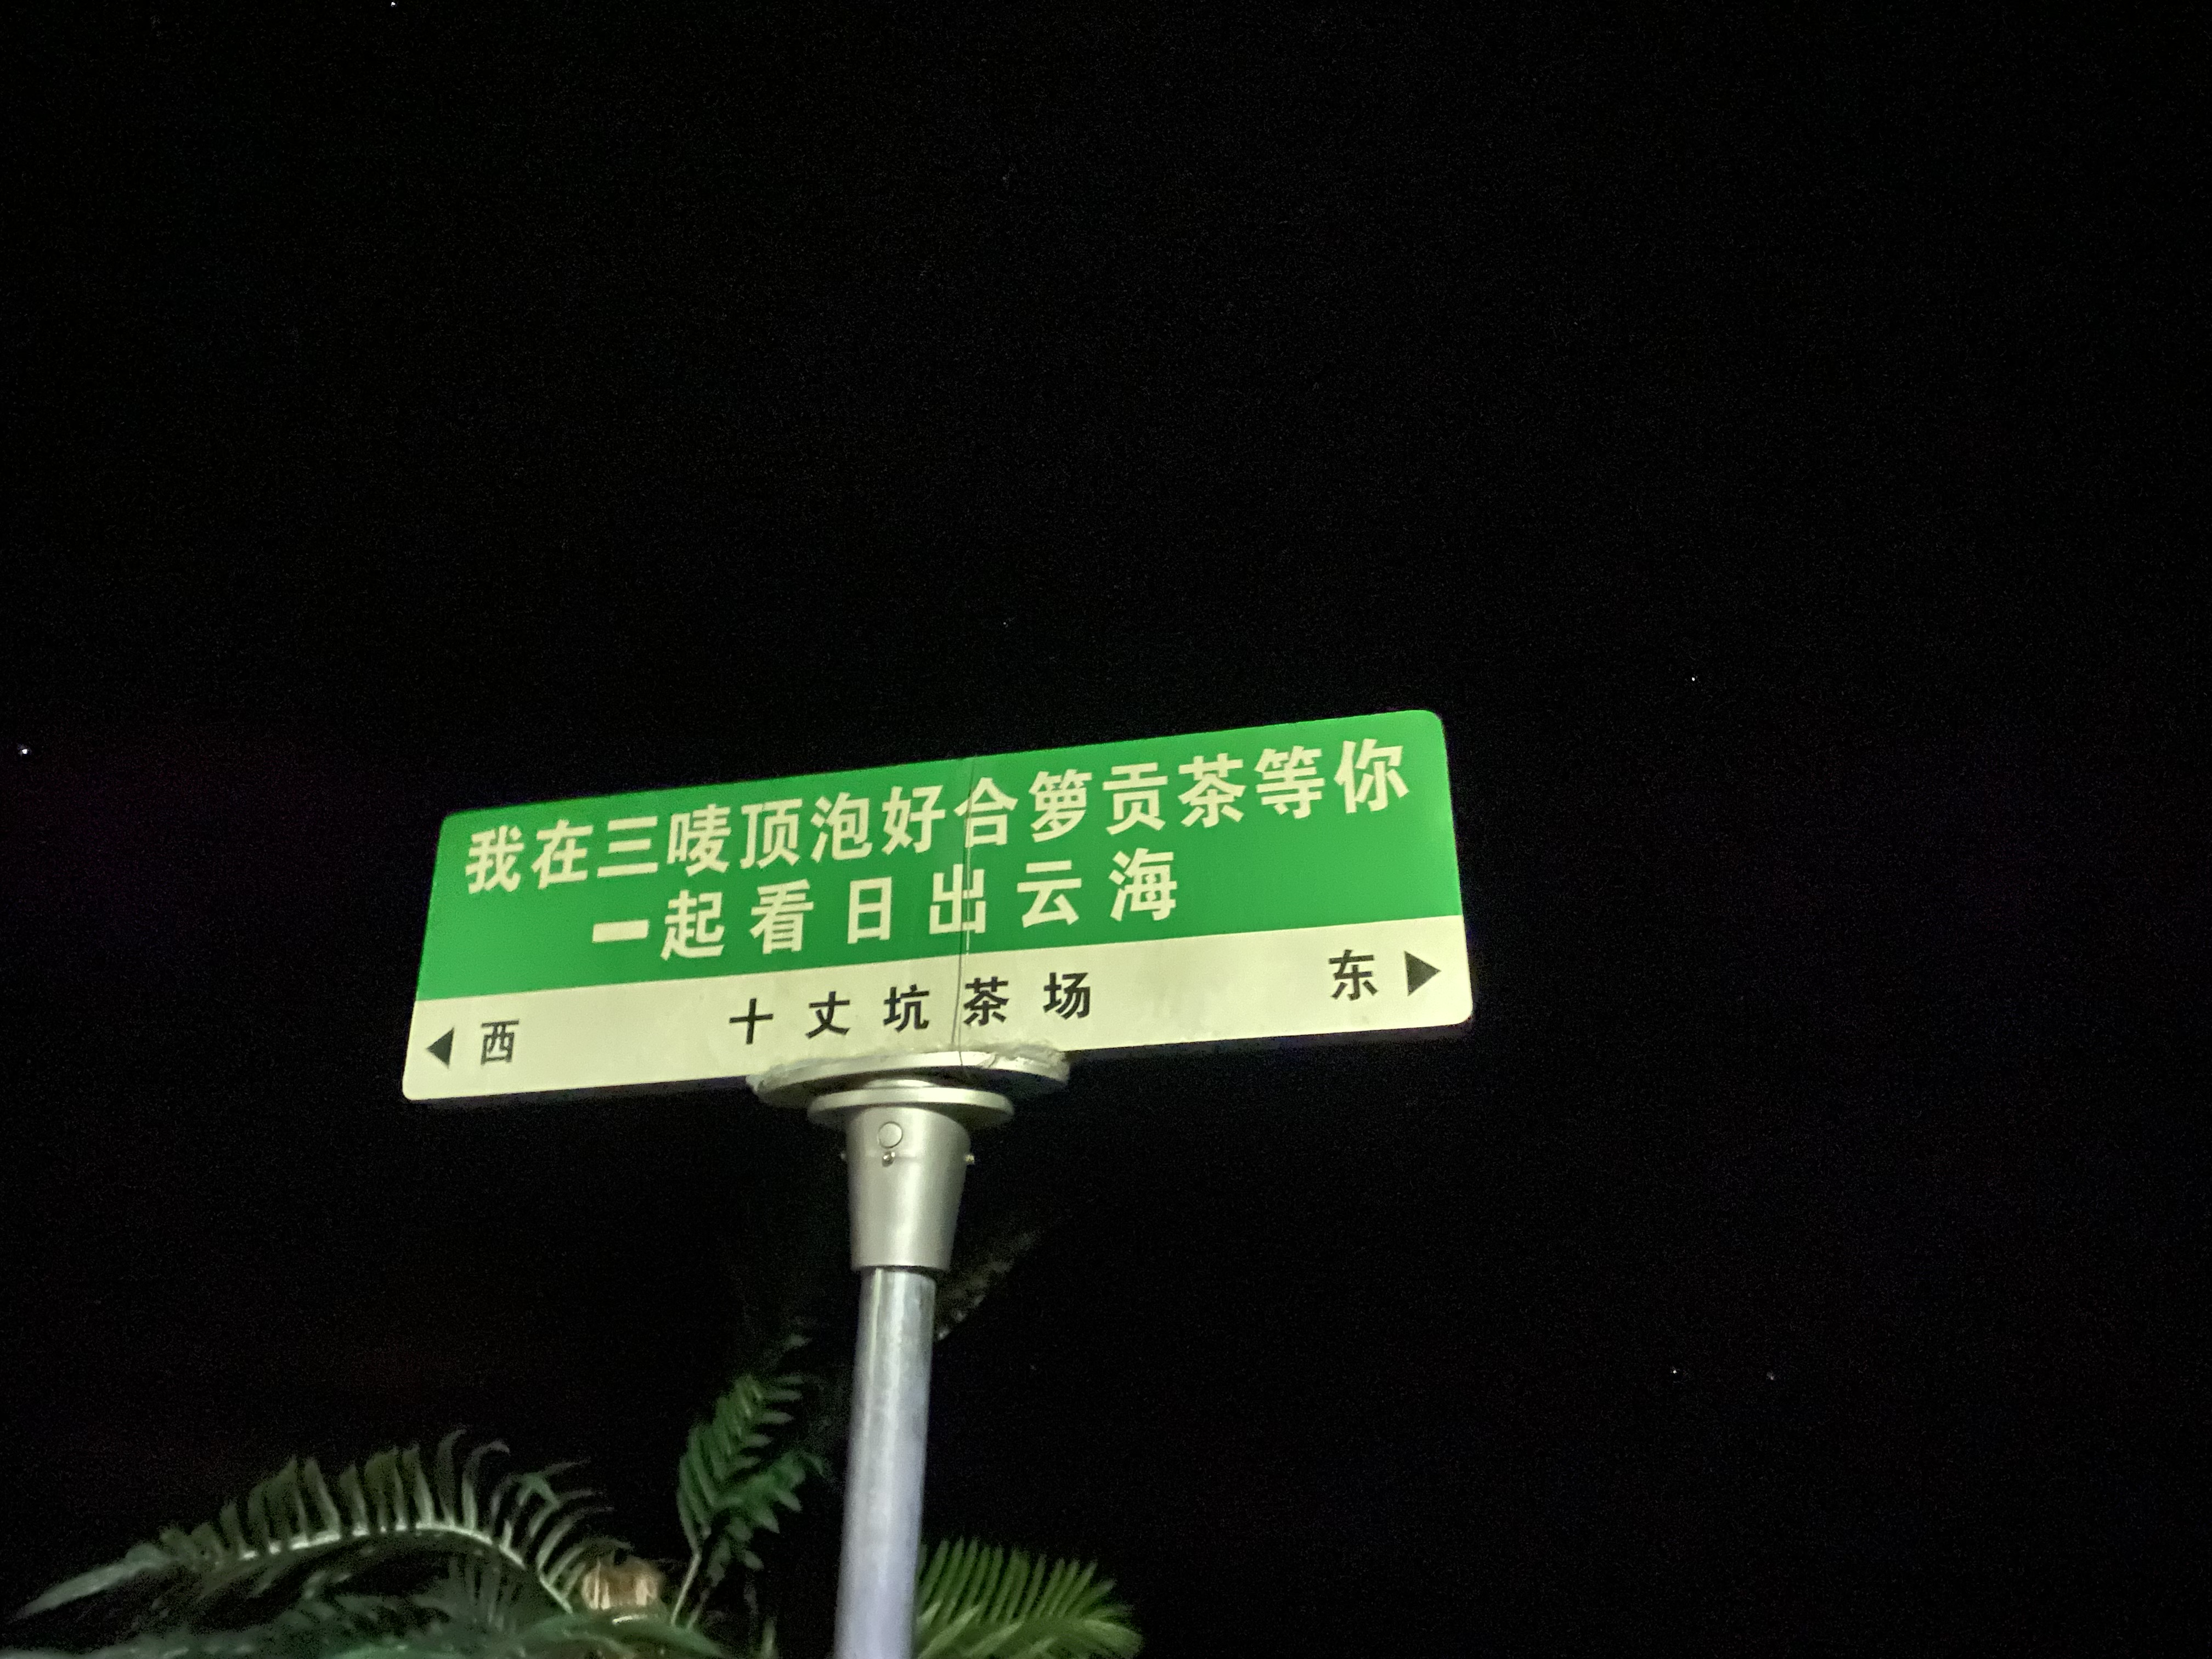 我在三唛顶泡好合箩贡茶等你
一起看日出云海
◀ 西 十丈坑茶场 东 ▶